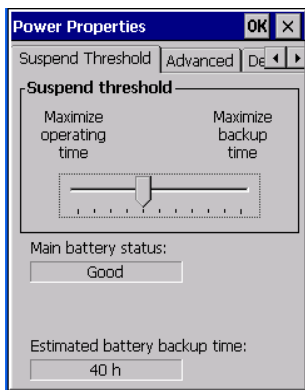 Power Properties OK
Suspend Threshold Advanced De
Suspend threshold
Maximize operating time
Maximize backup time
Main battery status:
Good
Estimated battery backup time:
40 h